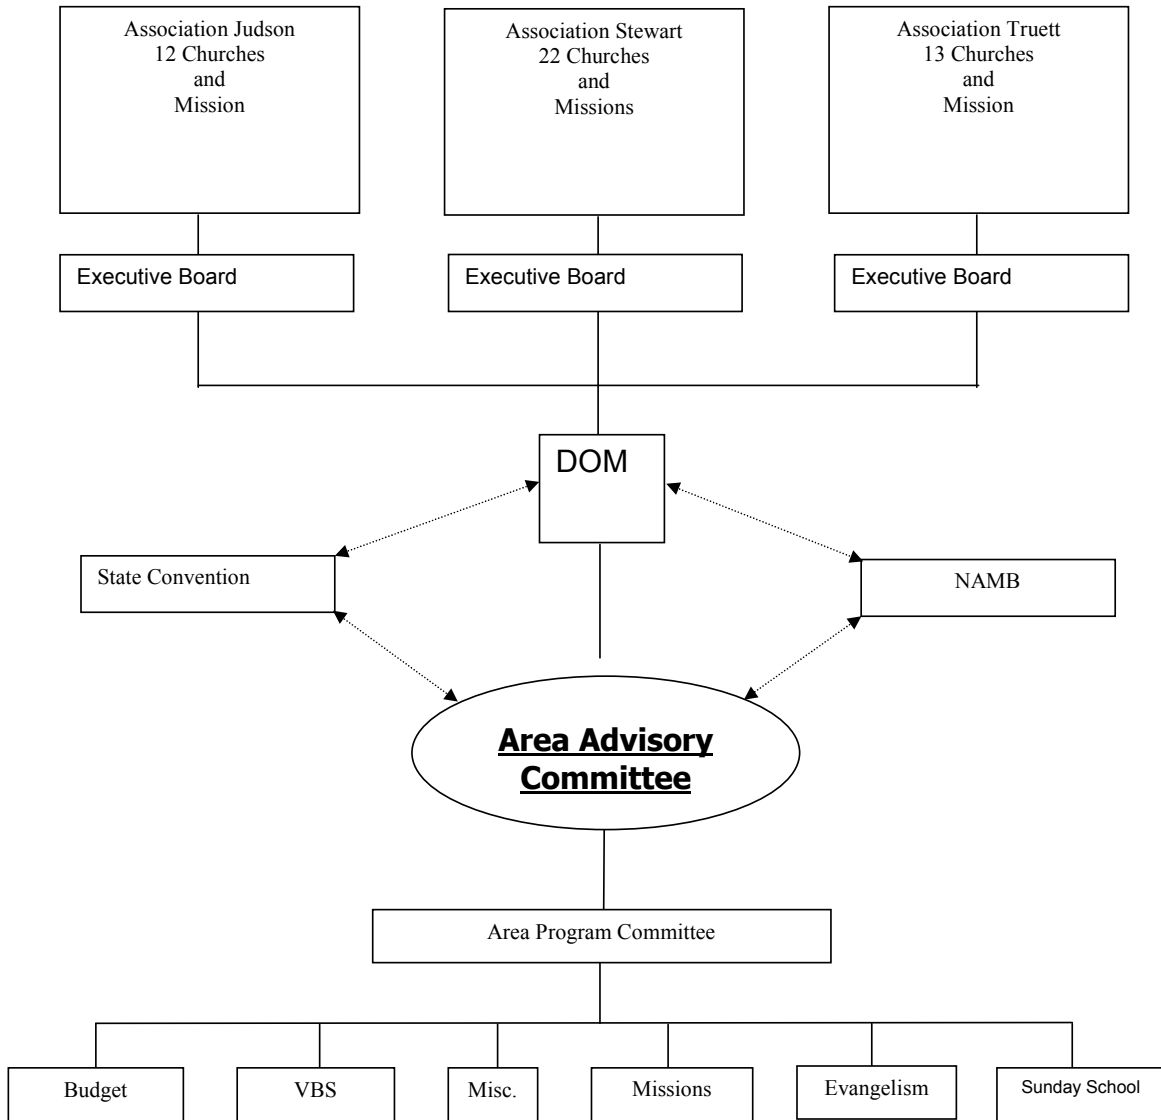 Association Judson
12 Churches
and
Mission
Association Stewart
22 Churches
and
Missions
Association Truett
13 Churches
and
Mission
Executive Board
Executive Board
Executive Board
DOM
State Convention
NAMB
Area Advisory
Committee
Area Program Committee
Budget
VBS
Misc.
Missions
Evangelism
Sunday School